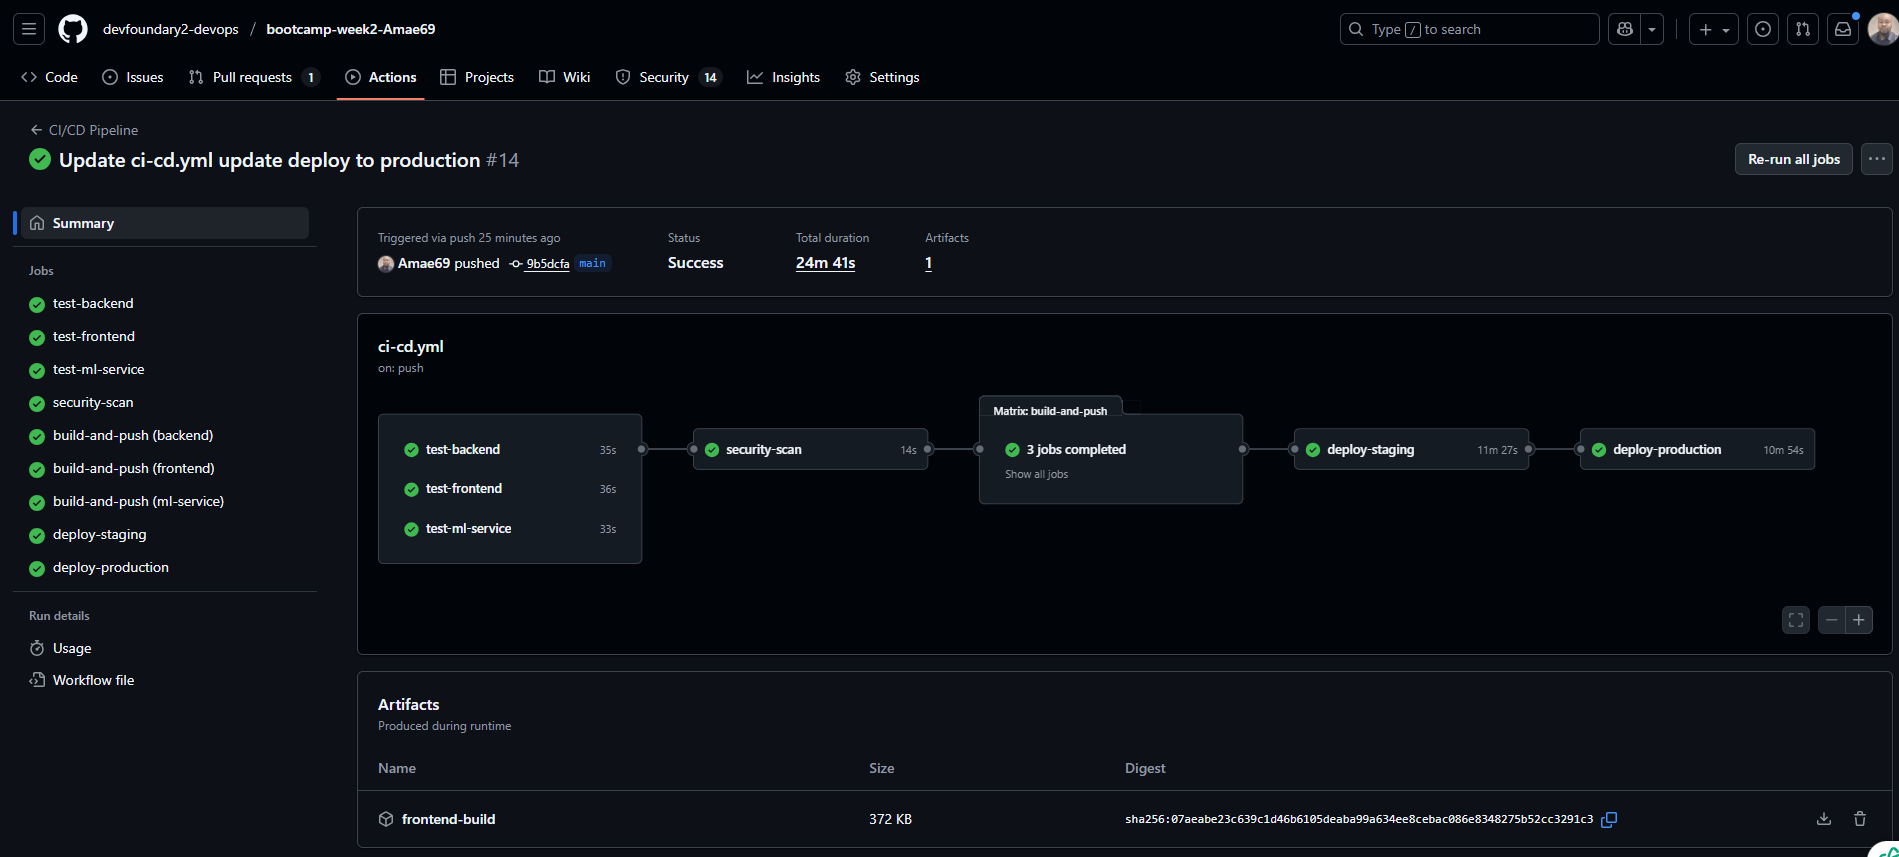 devfoundary2-devops / bootcamp-week2-Amae69
Type / to search
Code
Issues
Pull requests 1
Actions
Projects
Wiki
Security 14
Insights
Settings
CI/CD Pipeline
Update ci-cd.yml update deploy to production #14
Re-run all jobs
Summary
Jobs
test-backend
test-frontend
test-ml-service
security-scan
build-and-push (backend)
build-and-push (frontend)
build-and-push (ml-service)
deploy-staging
deploy-production
Run details
Usage
Workflow file
Triggered via push 25 minutes ago
Amae69 pushed 9b5dcfa main
Status
Success
Total duration
24m 41s
Artifacts
1
ci-cd.yml
on: push
test-backend 35s
test-frontend 36s
test-ml-service 33s
security-scan 14s
Matrix: build-and-push
3 jobs completed
Show all jobs
deploy-staging 11m 27s
deploy-production 10m 54s
Artifacts
Produced during runtime
Name Size Digest
frontend-build 372 KB sha256:07aeabe23c639c1d46b6105deaba99a634ee8cebac086e8348275b52cc3291c3